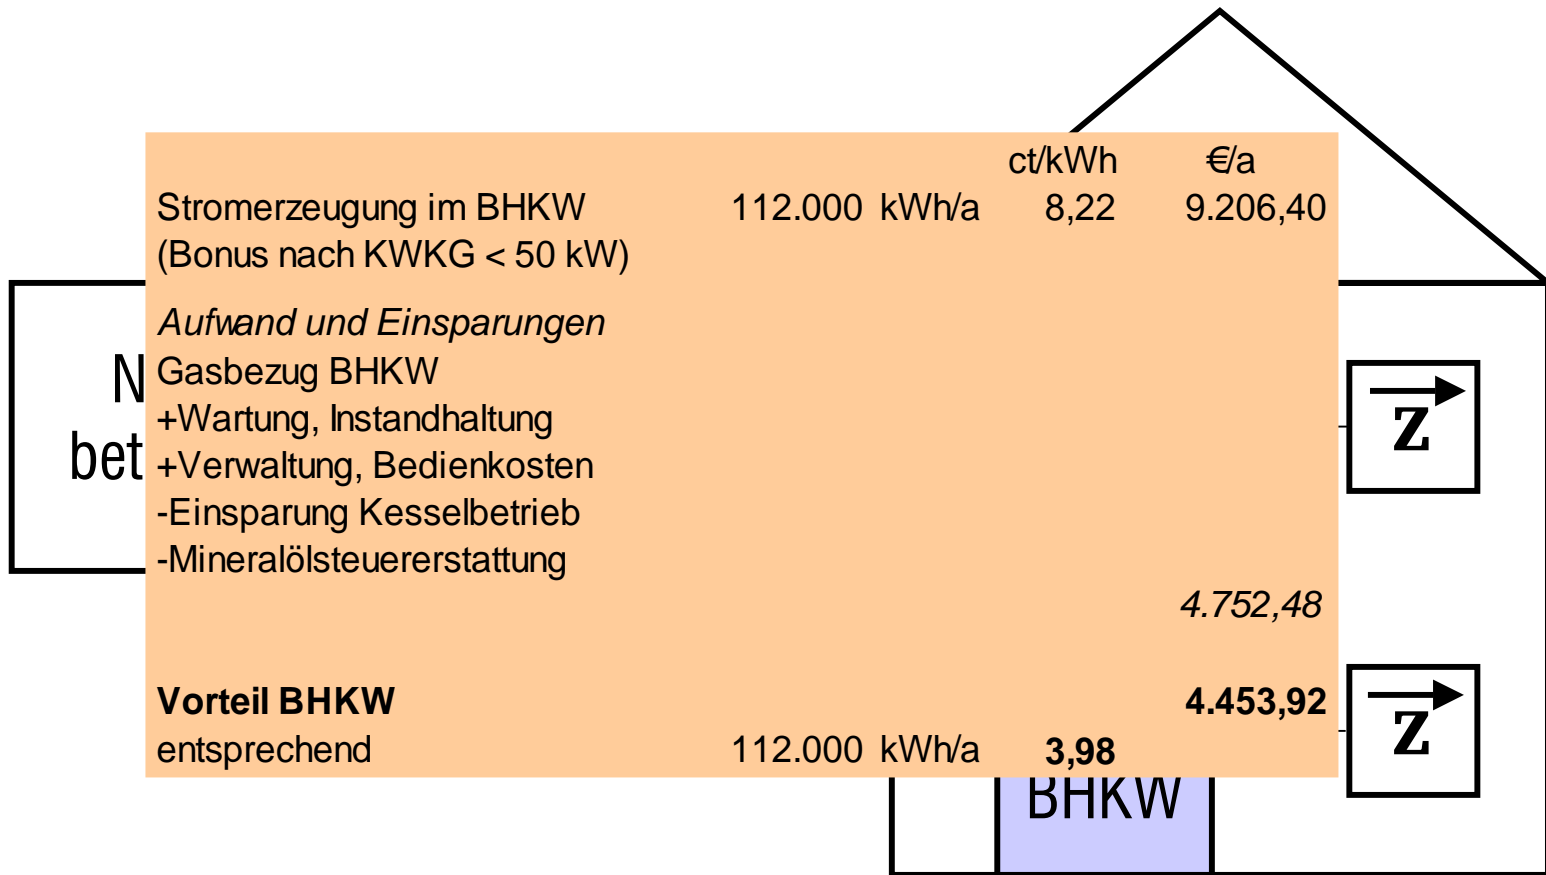 ct/kWh €/a
Stromerzeugung im BHKW 112.000 kWh/a 8,22 9.206,40
(Bonus nach KWKG < 50 kW)
Aufwand und Einsparungen
Gasbezug BHKW
+Wartung, Instandhaltung
+Verwaltung, Bedienkosten
-Einsparung Kesselbetrieb
-Mineralölsteuererstattung
4.752,48
Vorteil BHKW 4.453,92
entsprechend 112.000 kWh/a 3,98
N
bet
Z
Z
BHKW